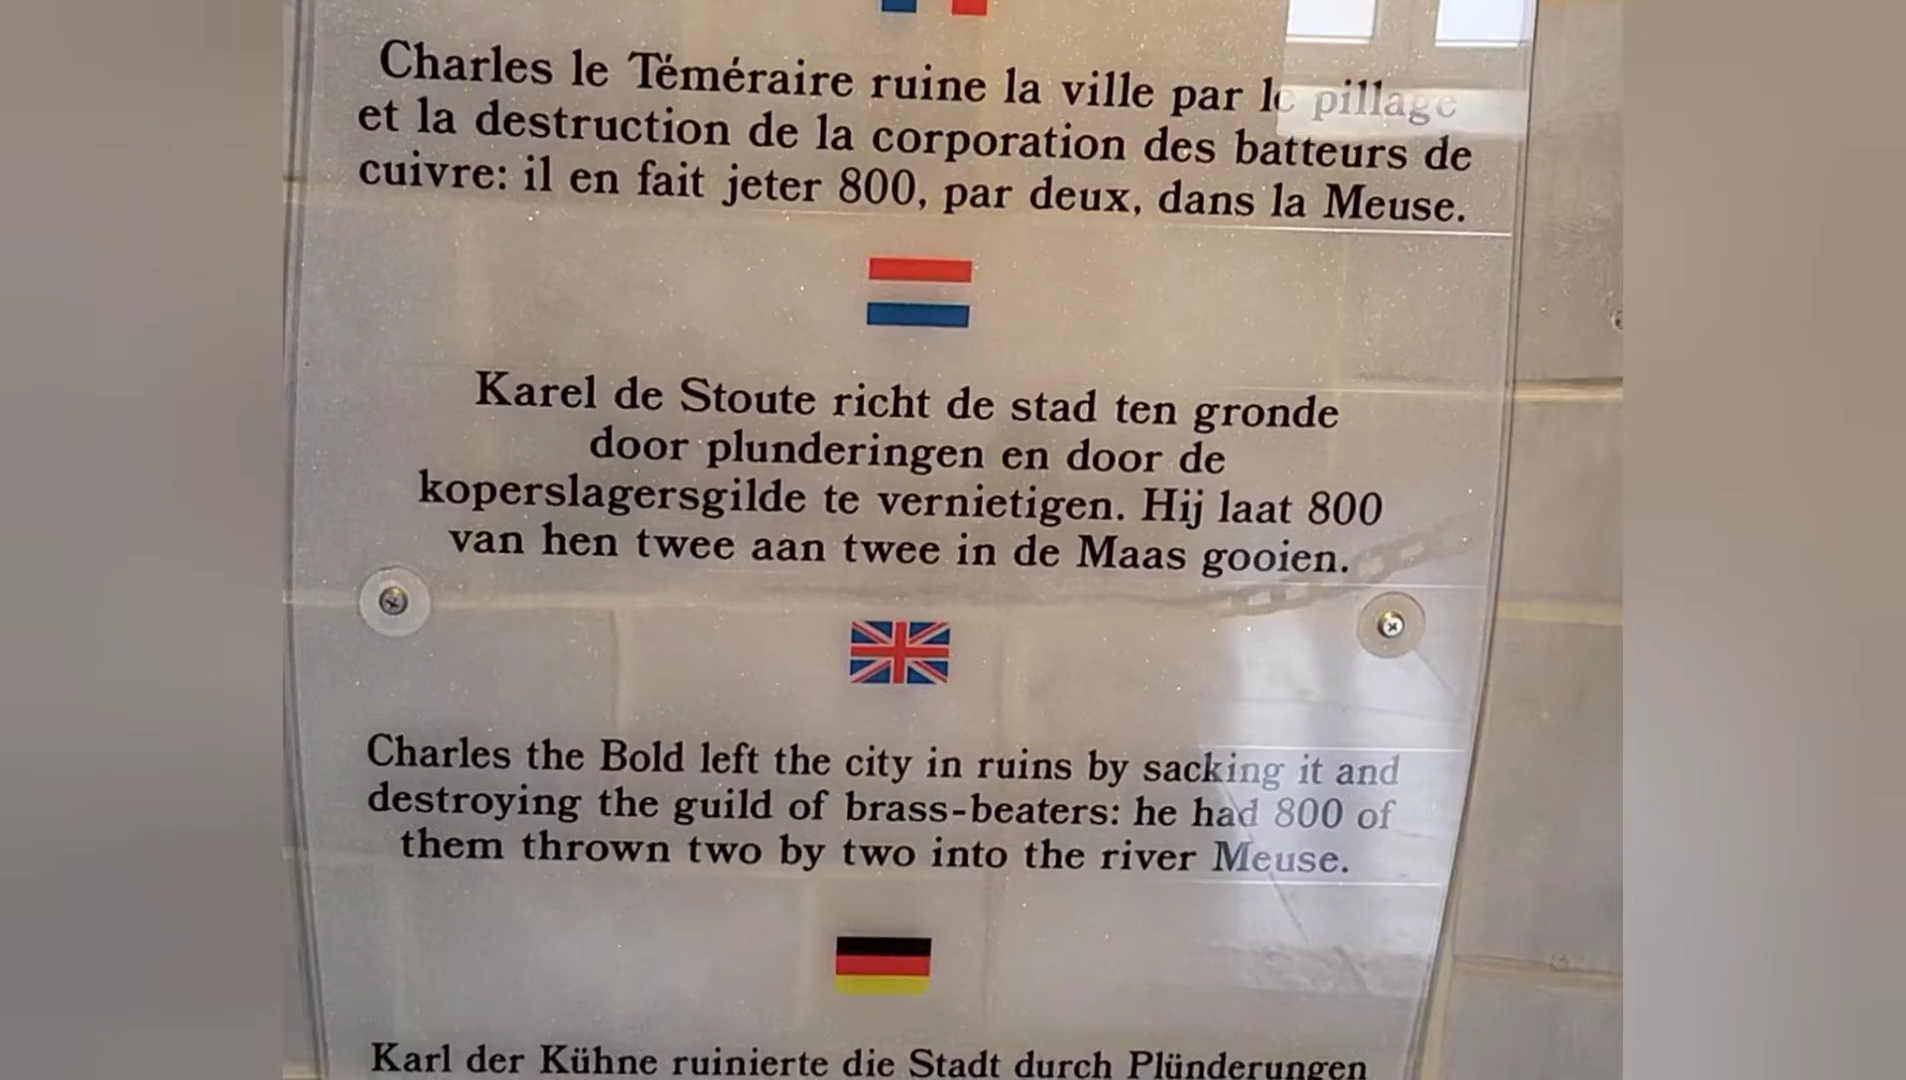 Charles le Téméraire ruine la ville par le pillage
et la destruction de la corporation des batteurs de
cuivre: il en fait jeter 800, par deux, dans la Meuse.
Karel de Stoute richt de stad ten gronde
door plunderingen en door de
koperslagersgilde te vernietigen. Hij laat 800
van hen twee aan twee in de Maas gooien.
Charles the Bold left the city in ruins by sacking it and
destroying the guild of brass-beaters: he had 800 of
them thrown two by two into the river Meuse.
Karl der Kühne ruinierte die Stadt durch Plünderungen